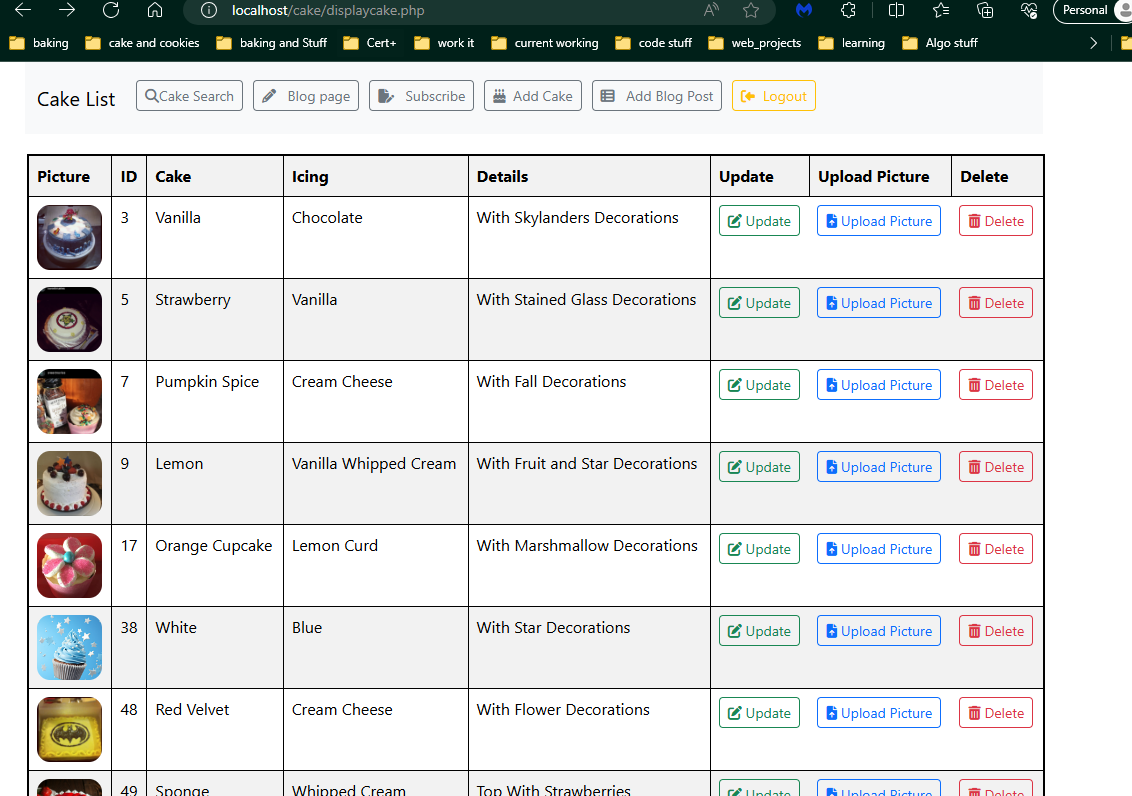 localhost/cake/displaycake.php
Personal
baking cake and cookies baking and Stuff Cert+ work it current working code stuff web_projects learning Algo stuff
Cake List Cake Search Blog page Subscribe Add Cake Add Blog Post Logout
Picture ID Cake Icing Details Update Upload Picture Delete
3 Vanilla Chocolate With Skylanders Decorations Update Upload Picture Delete
5 Strawberry Vanilla With Stained Glass Decorations Update Upload Picture Delete
7 Pumpkin Spice Cream Cheese With Fall Decorations Update Upload Picture Delete
9 Lemon Vanilla Whipped Cream With Fruit and Star Decorations Update Upload Picture Delete
17 Orange Cupcake Lemon Curd With Marshmallow Decorations Update Upload Picture Delete
38 White Blue With Star Decorations Update Upload Picture Delete
48 Red Velvet Cream Cheese With Flower Decorations Update Upload Picture Delete
49 Sponge Whipped Cream Top With Strawberries Update Upload Picture Delete